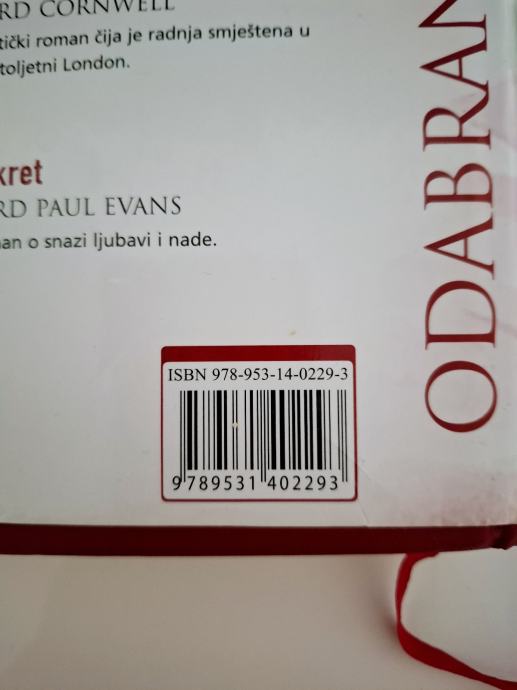 RD CORNWELL
tički roman čija je radnja smještena u
toljetni London.
kret
RD PAUL EVANS
an o snazi ljubavi i nade.
ODABRAN
ISBN 978-953-14-0229-3
9 789531 402293